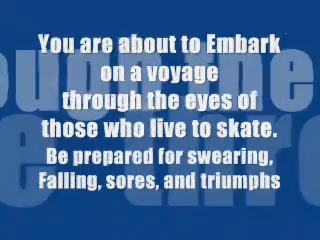 You are about to Embark
on a voyage
through the eyes of
those who live to skate.
Be prepared for swearing,
Falling, sores, and triumphs